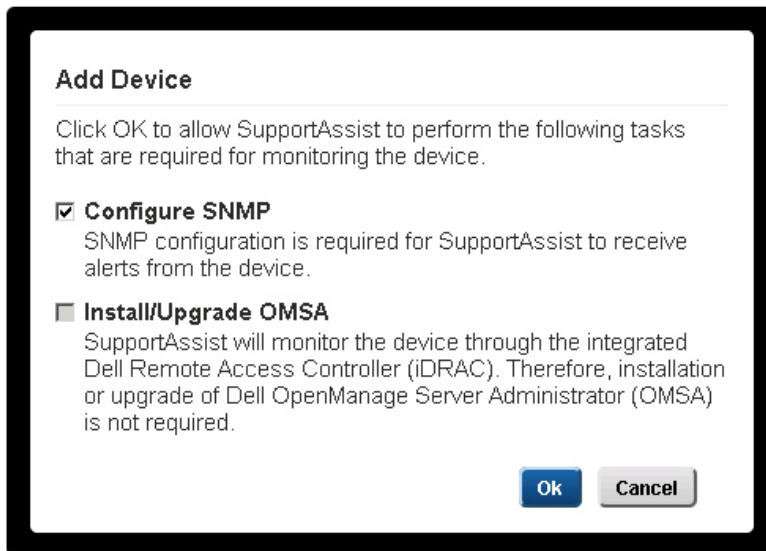 Add Device
Click OK to allow SupportAssist to perform the following tasks
that are required for monitoring the device.
Configure SNMP
SNMP configuration is required for SupportAssist to receive
alerts from the device.
Install/Upgrade OMSA
SupportAssist will monitor the device through the integrated
Dell Remote Access Controller (iDRAC). Therefore, installation
or upgrade of Dell OpenManage Server Administrator (OMSA)
is not required.
Ok Cancel